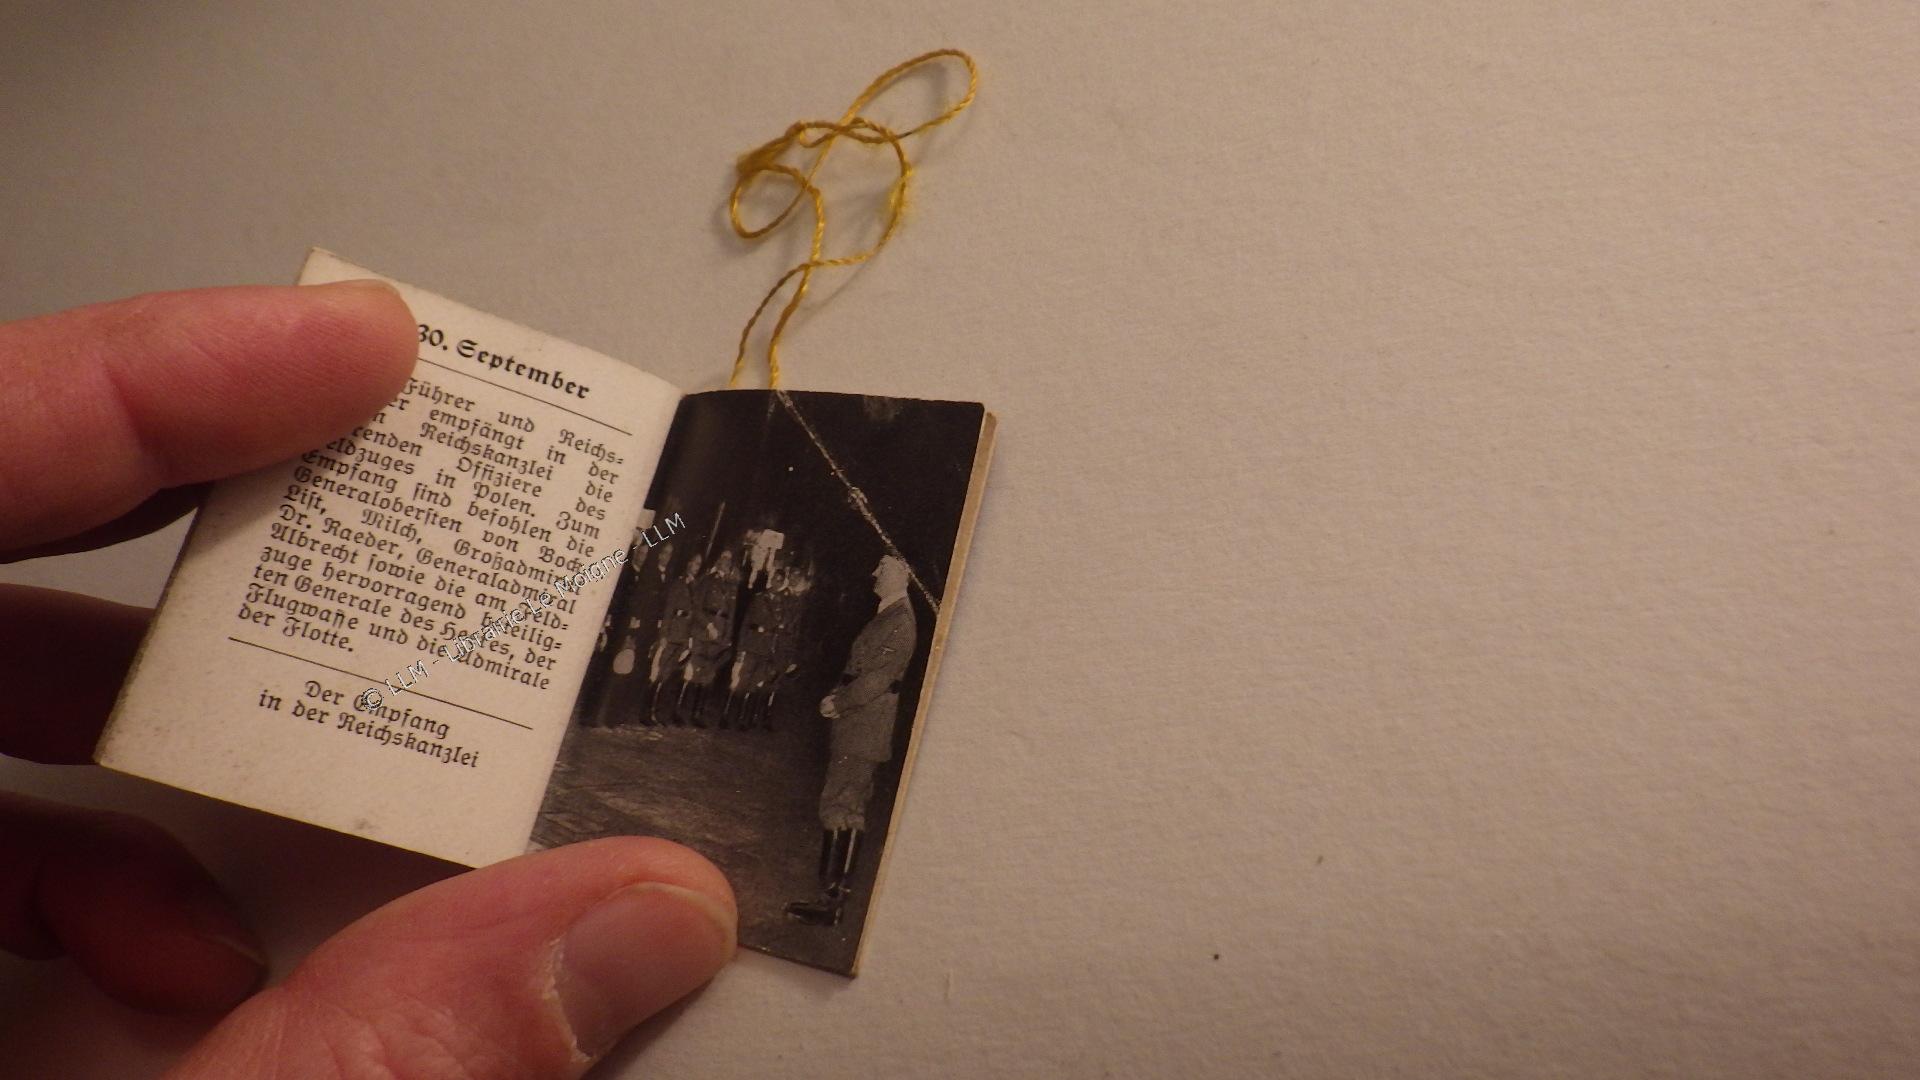 30. September
Führer und Reichs=
er empfängt in der
n Reichskanzlei die
renden Offiziere des
eldzuges in Polen. Zum
Empfang sind befohlen die
Generalobersten von Bock,
List, Milch, Großadmiral
Dr. Raeder, Generaladmiral
Albrecht sowie die am Feld=
zuge hervorragend beteilig=
ten Generale des Heeres, der
Flugwaffe und die Admirale
der Flotte.
Der Empfang
in der Reichskanzlei
© LLM - Librairie Le Moigne - LLM